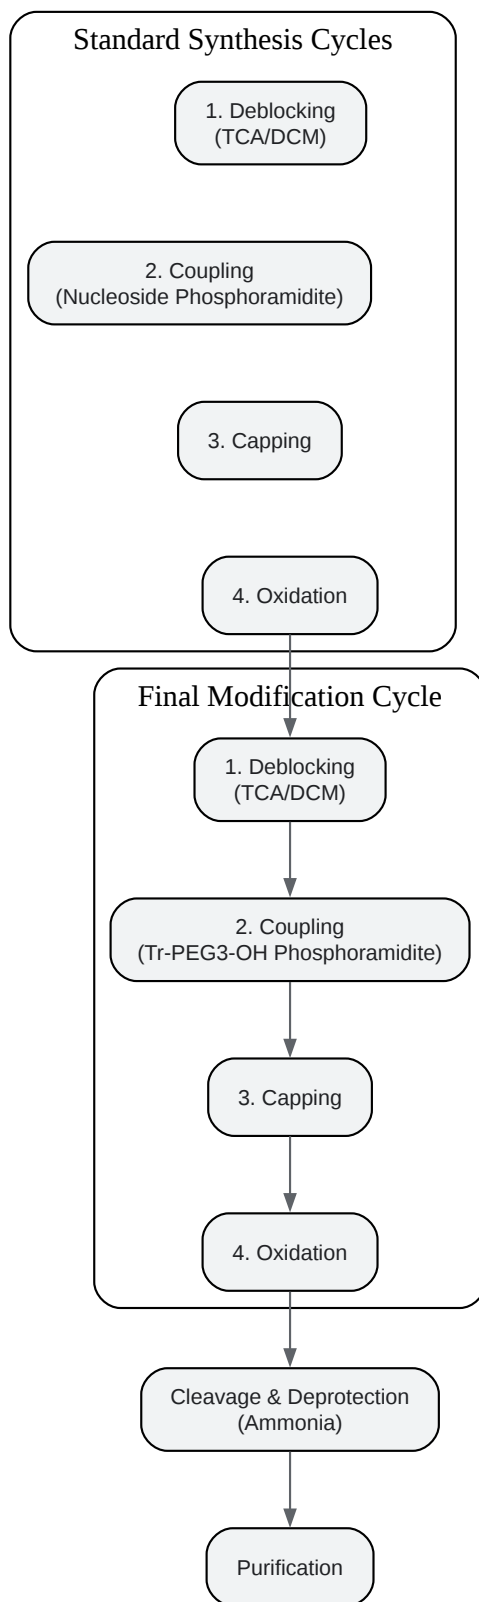 Standard Synthesis Cycles
1. Deblocking
(TCA/DCM)
2. Coupling
(Nucleoside Phosphoramidite)
3. Capping
4. Oxidation
Final Modification Cycle
1. Deblocking
(TCA/DCM)
2. Coupling
(Tr-PEG3-OH Phosphoramidite)
3. Capping
4. Oxidation
Cleavage & Deprotection
(Ammonia)
Purification